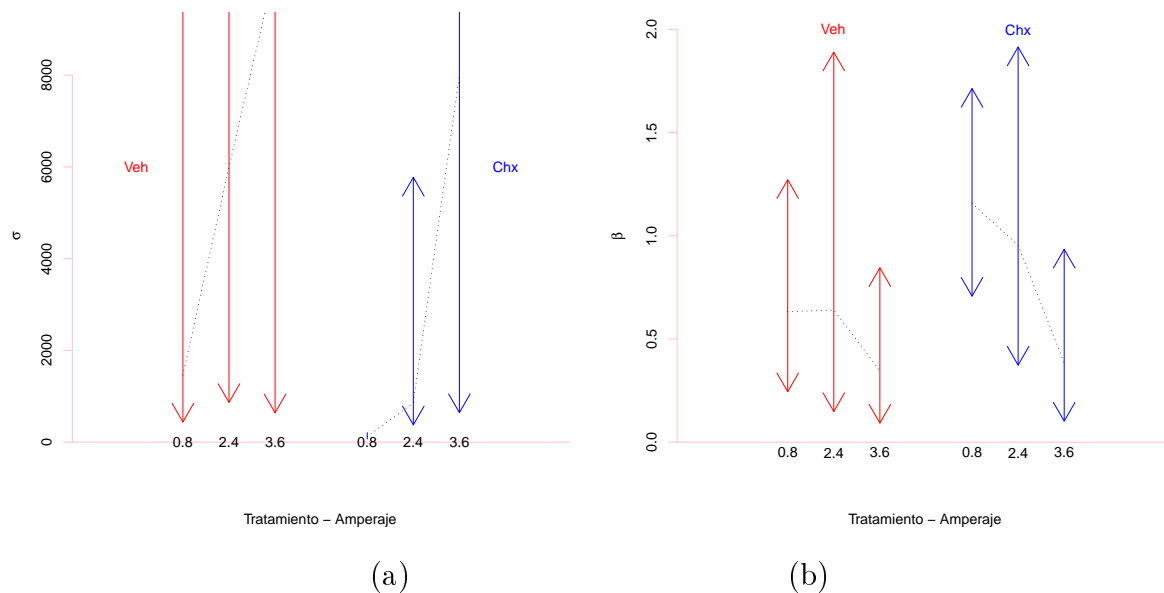 8000
6000
4000
2000
0
σ
Veh
Chx
0.8 2.4 3.6 0.8 2.4 3.6
Tratamiento − Amperaje
(a)
2.0
1.5
1.0
0.5
0.0
β
Veh
Chx
0.8 2.4 3.6 0.8 2.4 3.6
Tratamiento − Amperaje
(b)